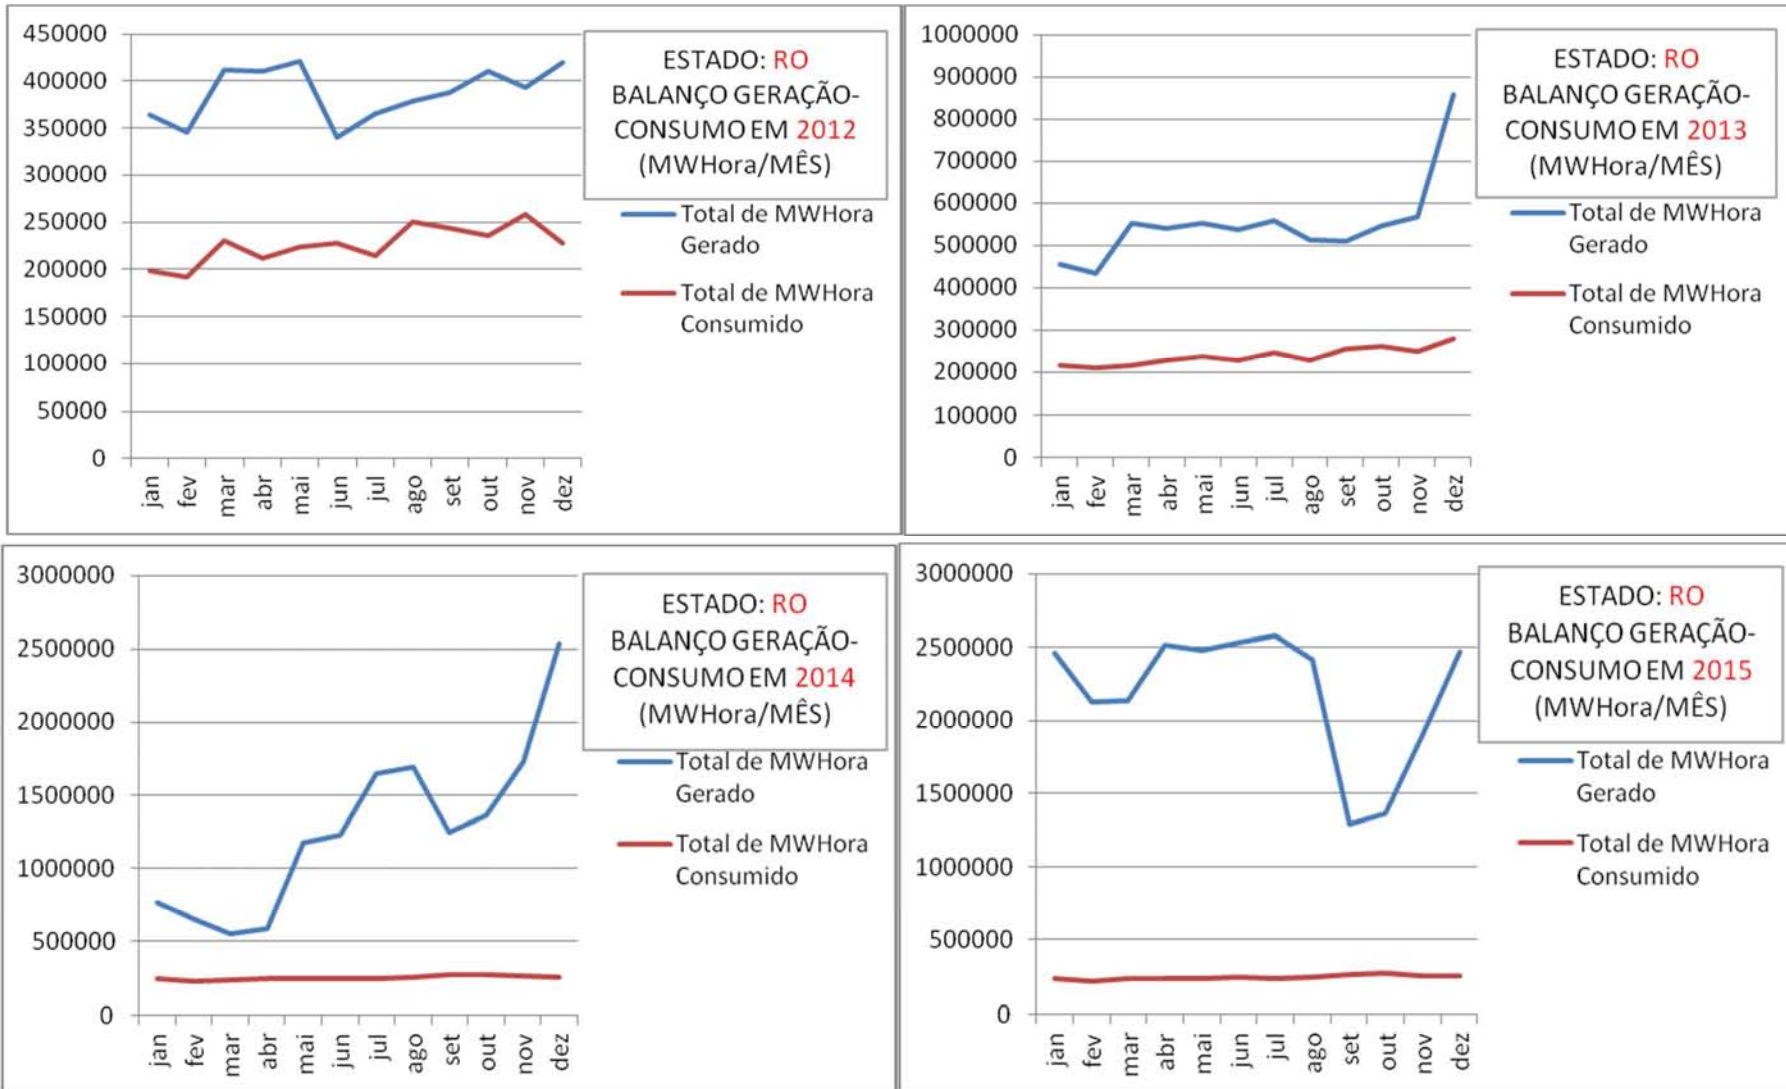 450000
400000
350000
300000
250000
200000
150000
100000
50000
0
jan
fev
mar
abr
mai
jun
jul
ago
set
out
nov
dez
ESTADO: RO
BALANÇO GERAÇÃO-
CONSUMO EM 2012
(MWHora/MÊS)
Total de MWHora
Gerado
Total de MWHora
Consumido
1000000
900000
800000
700000
600000
500000
400000
300000
200000
100000
0
jan
fev
mar
abr
mai
jun
jul
ago
set
out
nov
dez
ESTADO: RO
BALANÇO GERAÇÃO-
CONSUMO EM 2013
(MWHora/MÊS)
Total de MWHora
Gerado
Total de MWHora
Consumido
3000000
2500000
2000000
1500000
1000000
500000
0
jan
fev
mar
abr
mai
jun
jul
ago
set
out
nov
dez
ESTADO: RO
BALANÇO GERAÇÃO-
CONSUMO EM 2014
(MWHora/MÊS)
Total de MWHora
Gerado
Total de MWHora
Consumido
3000000
2500000
2000000
1500000
1000000
500000
0
jan
fev
mar
abr
mai
jun
jul
ago
set
out
nov
dez
ESTADO: RO
BALANÇO GERAÇÃO-
CONSUMO EM 2015
(MWHora/MÊS)
Total de MWHora
Gerado
Total de MWHora
Consumido